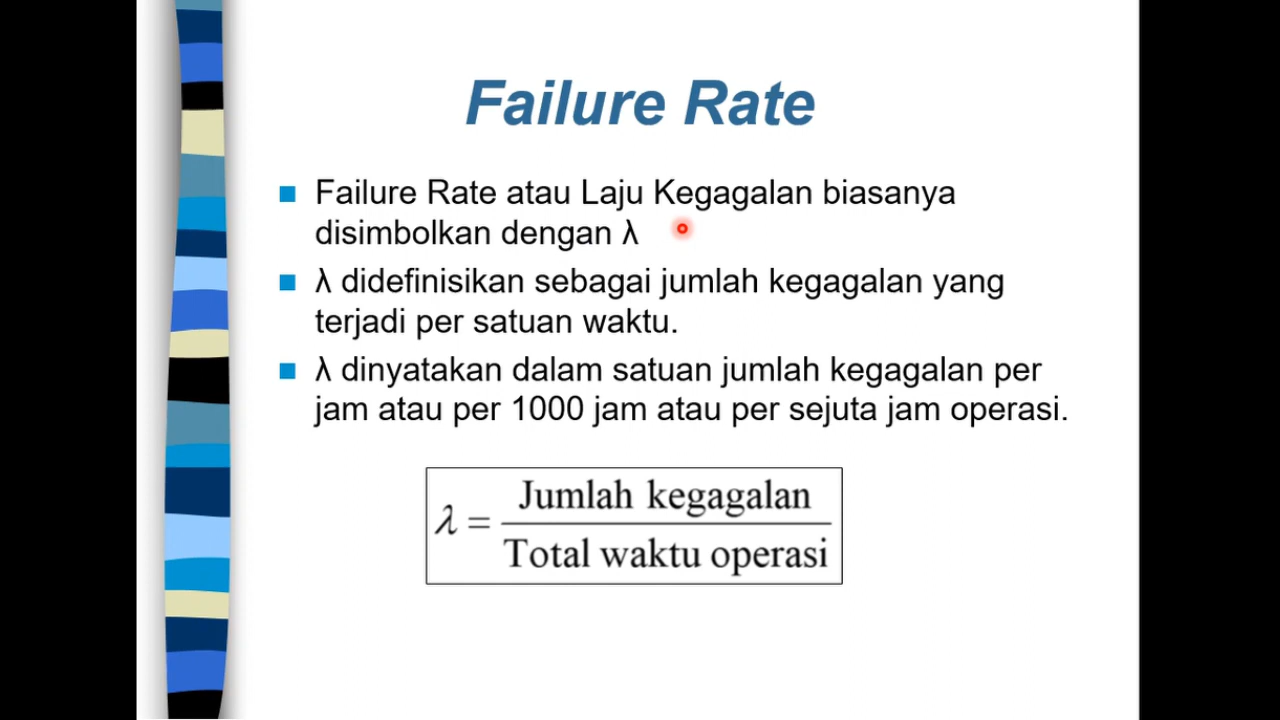 Failure Rate
Failure Rate atau Laju Kegagalan biasanya
disimbolkan dengan λ
λ didefinisikan sebagai jumlah kegagalan yang
terjadi per satuan waktu.
λ dinyatakan dalam satuan jumlah kegagalan per
jam atau per 1000 jam atau per sejuta jam operasi.
λ = Jumlah kegagalan
Total waktu operasi